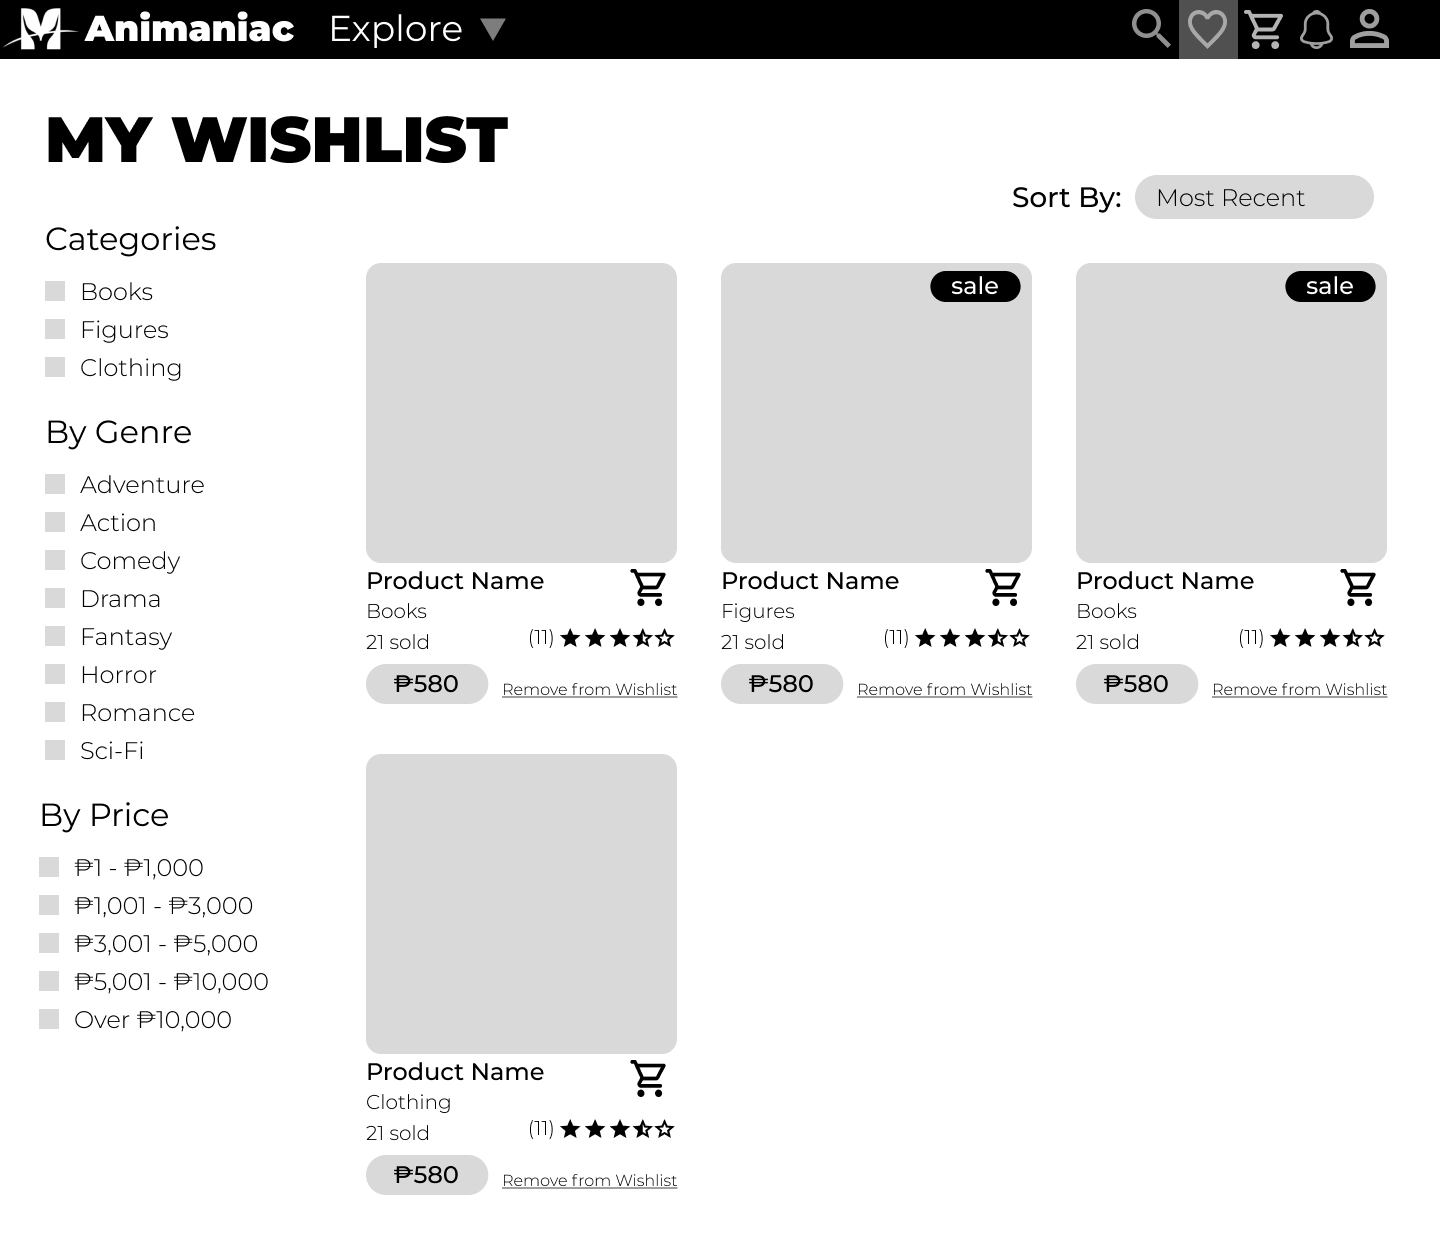 Animaniac
Explore
MY WISHLIST
Sort By: Most Recent
Categories
Books
Figures
Clothing
By Genre
Adventure
Action
Comedy
Drama
Fantasy
Horror
Romance
Sci-Fi
By Price
₱1 - ₱1,000
₱1,001 - ₱3,000
₱3,001 - ₱5,000
₱5,001 - ₱10,000
Over ₱10,000
Product Name
Books
21 sold
(11)
₱580
Remove from Wishlist
sale
Product Name
Figures
21 sold
(11)
₱580
Remove from Wishlist
sale
Product Name
Books
21 sold
(11)
₱580
Remove from Wishlist
Product Name
Clothing
21 sold
(11)
₱580
Remove from Wishlist